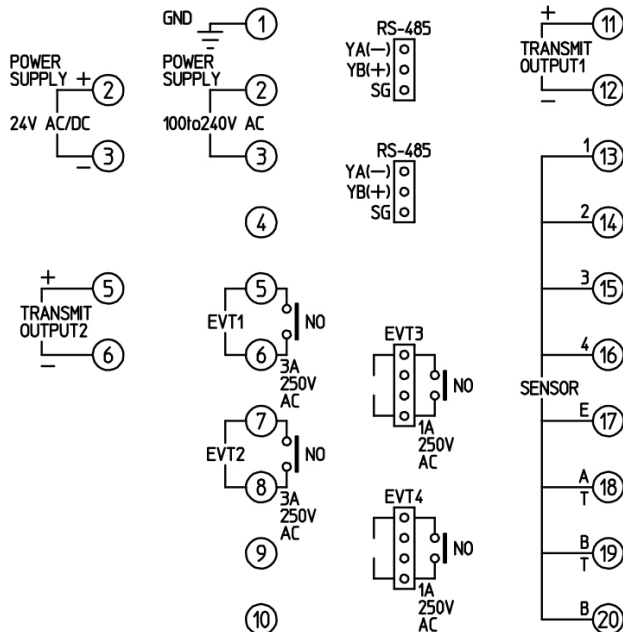 GND
1
POWER
SUPPLY +
2
24V AC/DC
3
−
POWER
SUPPLY
2
100to240V AC
3
4
RS-485
YA(−)
YB(+)
SG
RS-485
YA(−)
YB(+)
SG
+
11
TRANSMIT
OUTPUT1
−
12
+
5
TRANSMIT
OUTPUT2
6
−
5
EVT1
NO
6
3A
250V
AC
7
EVT2
NO
8
3A
250V
AC
9
10
EVT3
NO
1A
250V
AC
EVT4
NO
1A
250V
AC
1 13
2 14
3 15
4 16
SENSOR
E 17
A 18
T
B 19
T
B 20